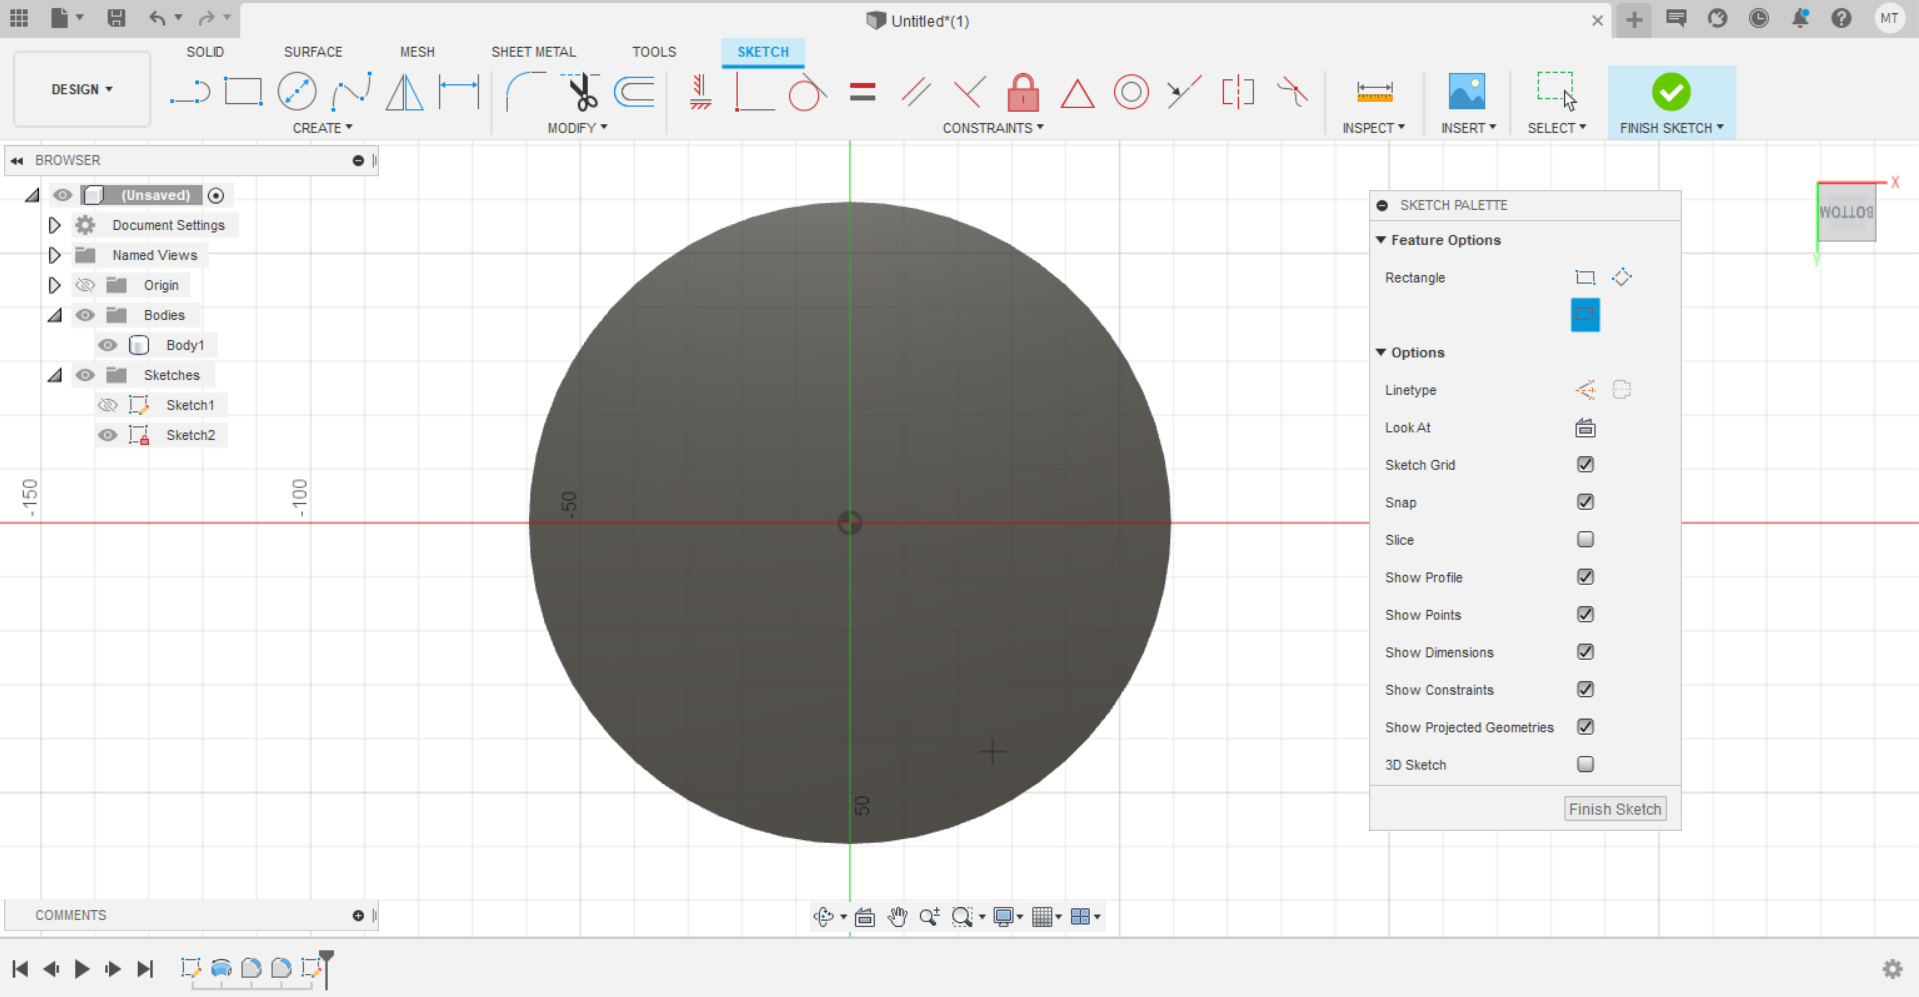 Untitled*(1)
MT
SOLID SURFACE MESH SHEET METAL TOOLS SKETCH
DESIGN
CREATE MODIFY CONSTRAINTS INSPECT INSERT SELECT FINISH SKETCH
BROWSER
(Unsaved)
Document Settings
Named Views
Origin
Bodies
Body1
Sketches
Sketch1
Sketch2
-150
-100
-50
50
SKETCH PALETTE
Feature Options
Rectangle
Options
Linetype
Look At
Sketch Grid
Snap
Slice
Show Profile
Show Points
Show Dimensions
Show Constraints
Show Projected Geometries
3D Sketch
Finish Sketch
X
BOTTOM
Y
COMMENTS